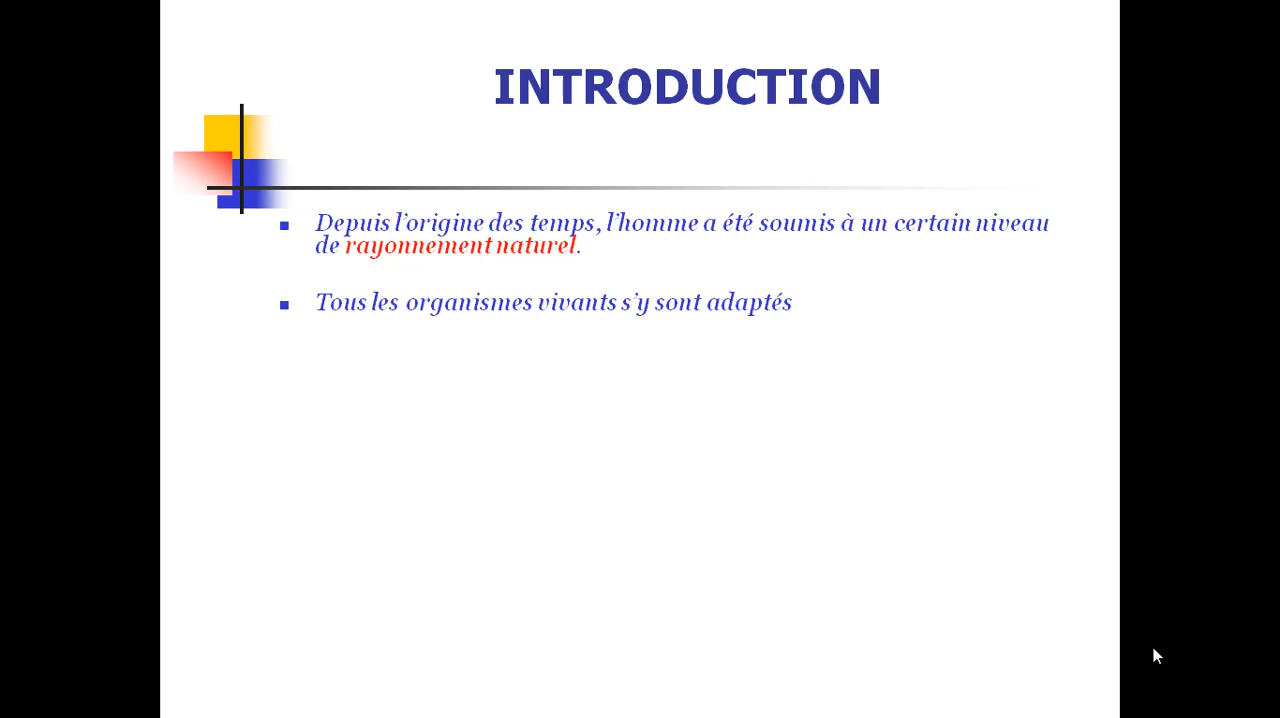 INTRODUCTION
Depuis l’origine des temps, l’homme a été soumis à un certain niveau
de rayonnement naturel.
Tous les organismes vivants s’y sont adaptés